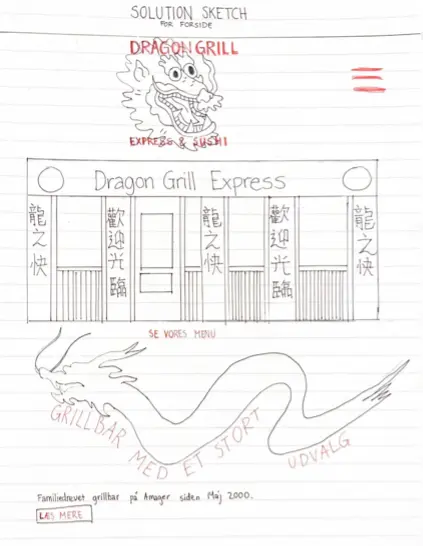 SOLUTION SKETCH
FOR FORSIDE
DRAGON GRILL
EXPRESS & SUSHI
Dragon Grill Express
龍之快
歡迎光臨
龍之快
歡迎光臨
龍之快
SE VORES MENU
GRILLBAR MED ET STORT UDVALG
Familiedrevet grillbar på Amager siden Maj 2000.
LÆS MERE